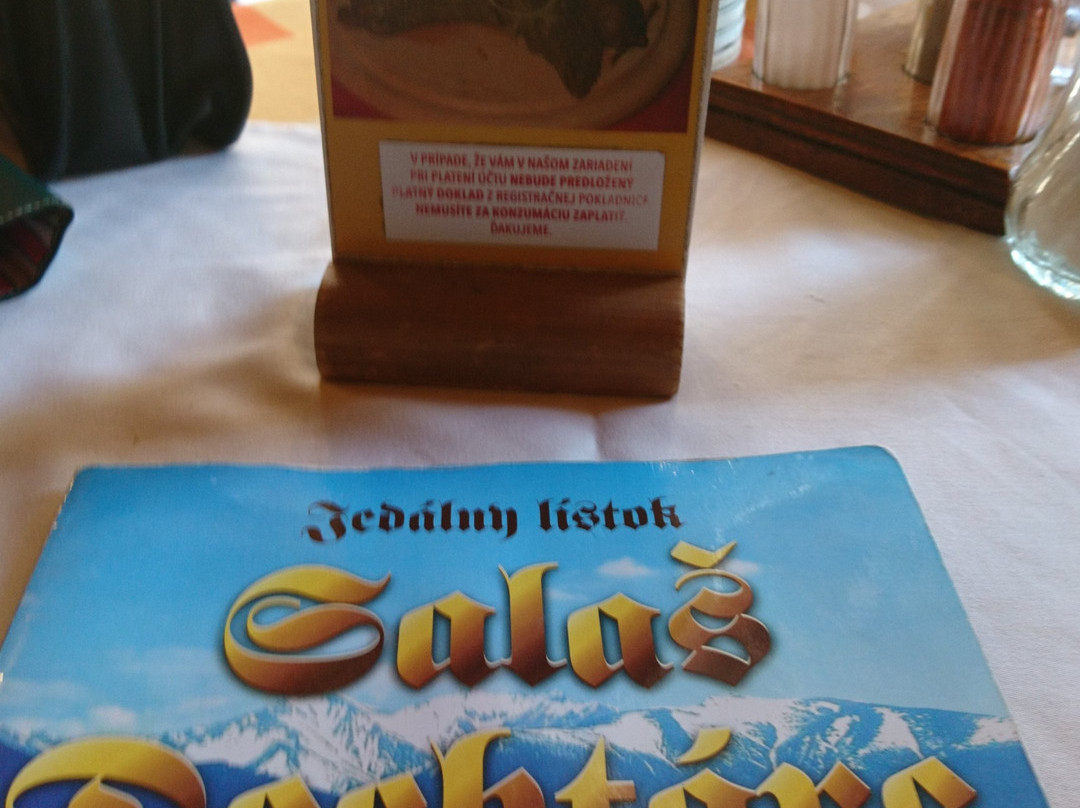 V PRÍPADE, ŽE VÁM V NAŠOM ZARIADENÍ
PRI PLATENÍ ÚČTU NEBUDE PREDLOŽENÝ
PLATNÝ DOKLAD Z REGISTRAČNEJ POKLADNICE
NEMUSÍTE ZA KONZUMÁCIU ZAPLATIŤ.
ĎAKUJEME.
Jedálny lístok
Salaš